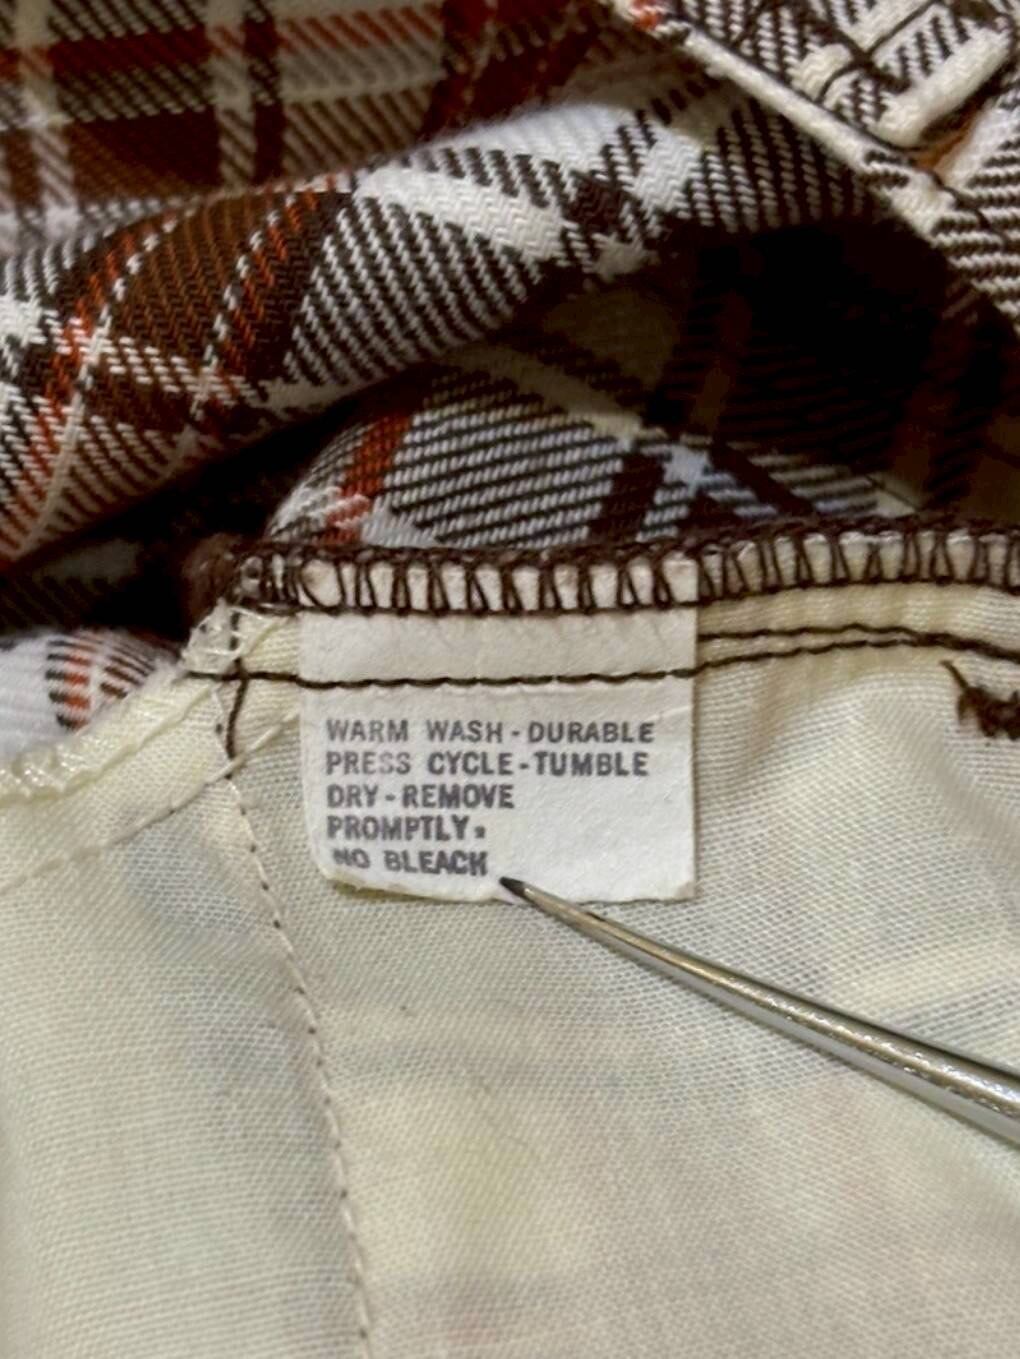 WARM WASH-DURABLE
PRESS CYCLE-TUMBLE
DRY-REMOVE
PROMPTLY.
NO BLEACH